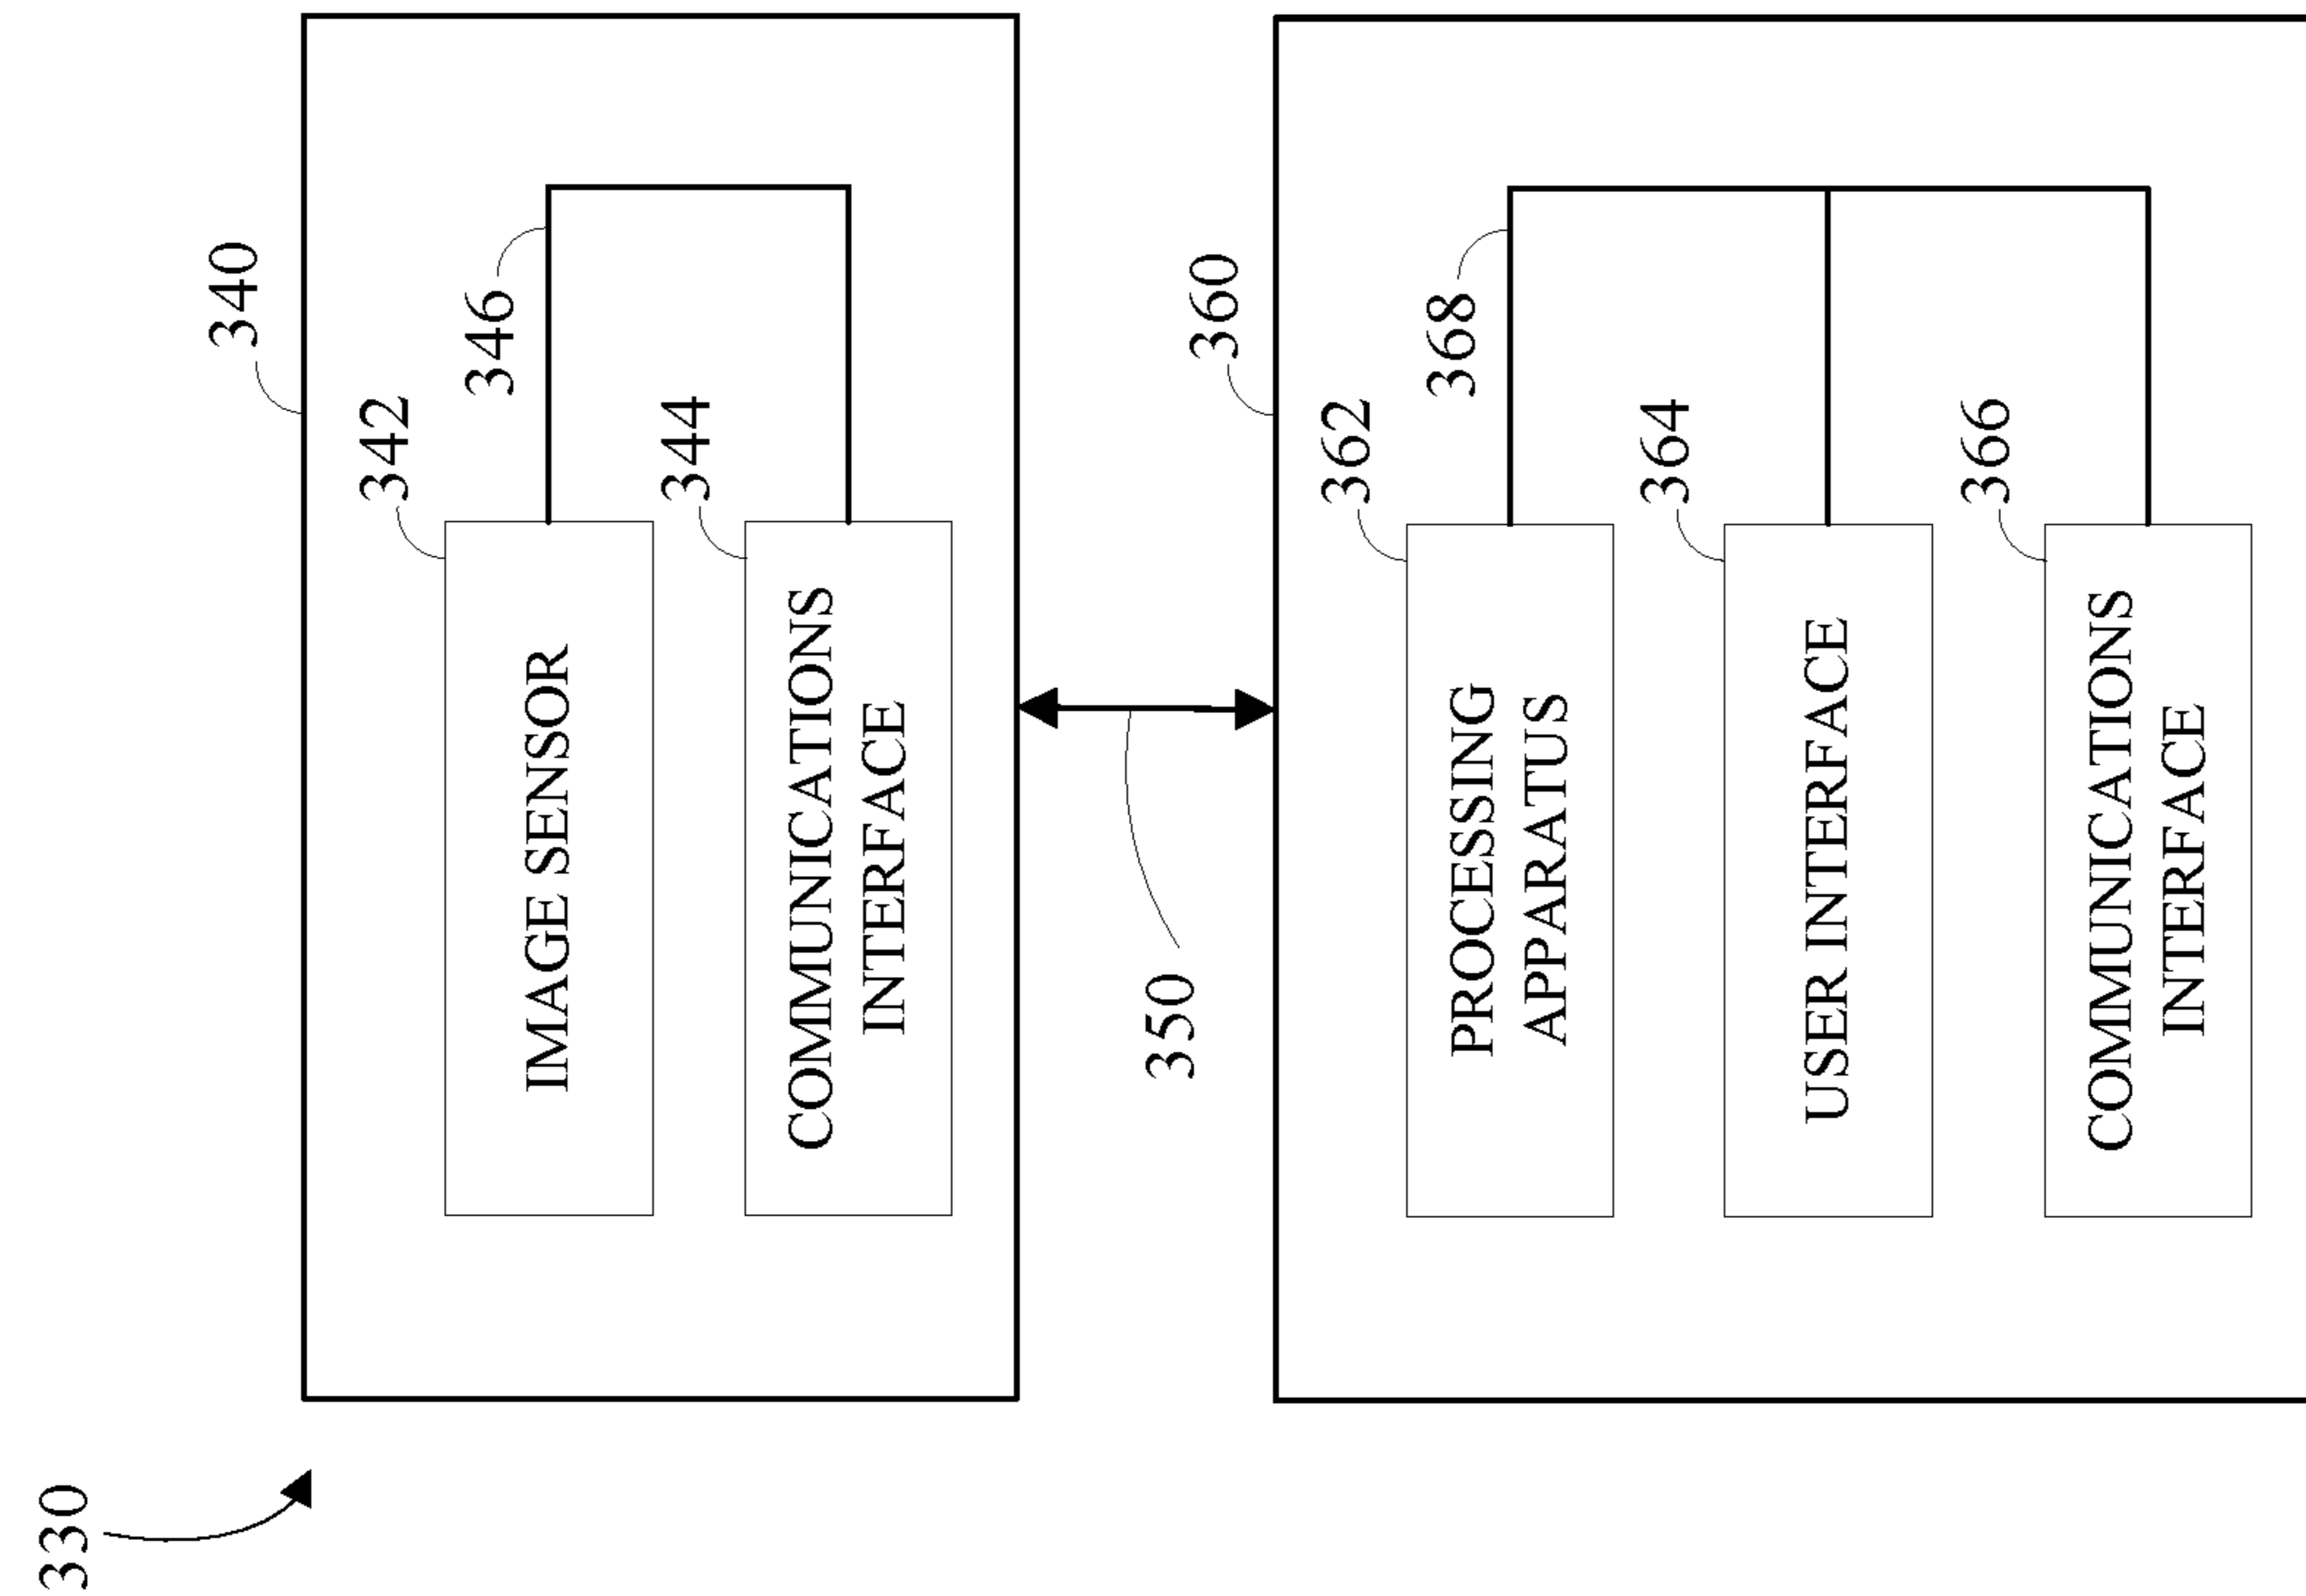 330
340
342
IMAGE SENSOR
346
344
COMMUNICATIONS
INTERFACE
350
360
362
PROCESSING
APPARATUS
368
364
USER INTERFACE
366
COMMUNICATIONS
INTERFACE